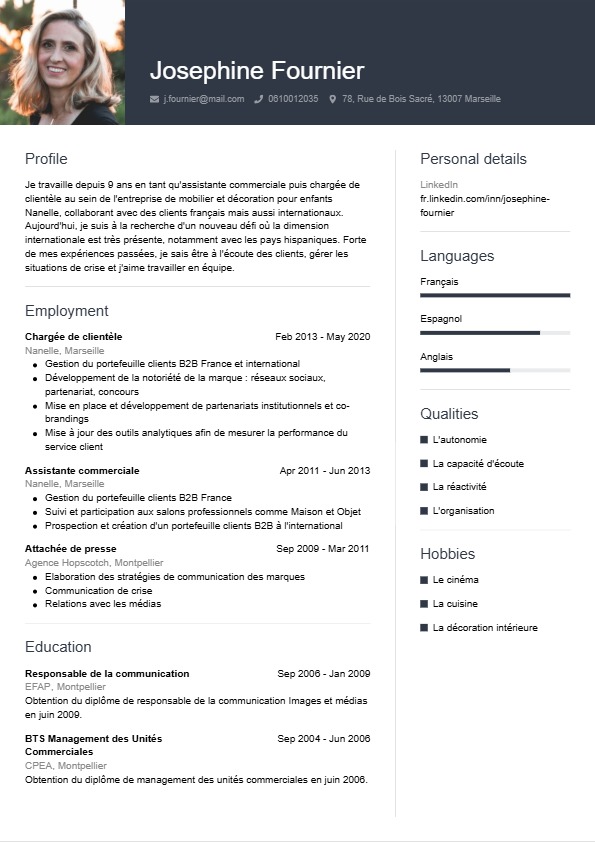 Josephine Fournier
j.fournier@mail.com 0610012035 78, Rue de Bois Sacré, 13007 Marseille
Profile
Je travaille depuis 9 ans en tant qu'assistante commerciale puis chargée de
clientèle au sein de l'entreprise de mobilier et décoration pour enfants
Nanelle, collaborant avec des clients français mais aussi internationaux.
Aujourd'hui, je suis à la recherche d'un nouveau défi où la dimension
internationale est très présente, notamment avec les pays hispaniques. Forte
de mes expériences passées, je sais être à l'écoute des clients, gérer les
situations de crise et j'aime travailler en équipe.
Employment
Chargée de clientèle Feb 2013 - May 2020
Nanelle, Marseille
Gestion du portefeuille clients B2B France et international
Développement de la notoriété de la marque : réseaux sociaux,
partenariat, concours
Mise en place et développement de partenariats institutionnels et co-
brandings
Mise à jour des outils analytiques afin de mesurer la performance du
service client
Assistante commerciale Apr 2011 - Jun 2013
Nanelle, Marseille
Gestion du portefeuille clients B2B France
Suivi et participation aux salons professionnels comme Maison et Objet
Prospection et création d'un portefeuille clients B2B à l'international
Attachée de presse Sep 2009 - Mar 2011
Agence Hopscotch, Montpellier
Elaboration des stratégies de communication des marques
Communication de crise
Relations avec les médias
Education
Responsable de la communication Sep 2006 - Jan 2009
EFAP, Montpellier
Obtention du diplôme de responsable de la communication Images et médias
en juin 2009.
BTS Management des Unités Sep 2004 - Jun 2006
Commerciales
CPEA, Montpellier
Obtention du diplôme de management des unités commerciales en juin 2006.
Personal details
LinkedIn
fr.linkedin.com/inn/josephine-
fournier
Languages
Français
Espagnol
Anglais
Qualities
L'autonomie
La capacité d'écoute
La réactivité
L'organisation
Hobbies
Le cinéma
La cuisine
La décoration intérieure